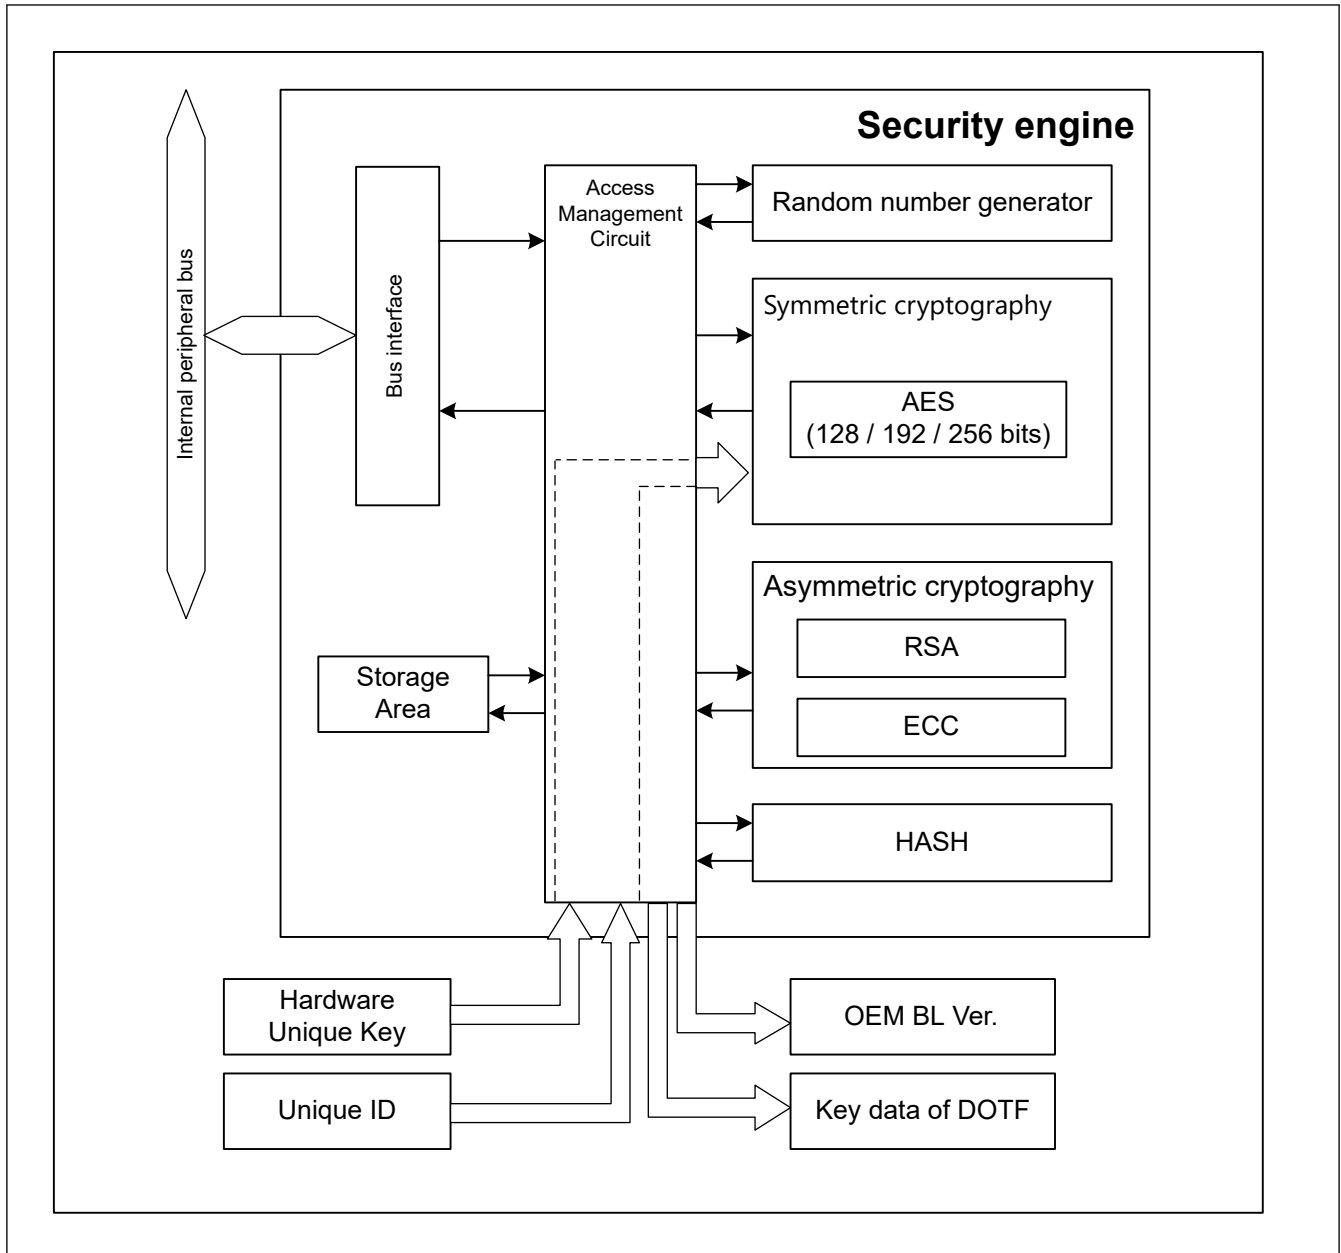 Security engine
Internal peripheral bus
Bus interface
Access
Management
Circuit
Random number generator
Symmetric cryptography
AES
(128 / 192 / 256 bits)
Asymmetric cryptography
RSA
ECC
Storage
Area
HASH
Hardware
Unique Key
OEM BL Ver.
Unique ID
Key data of DOTF